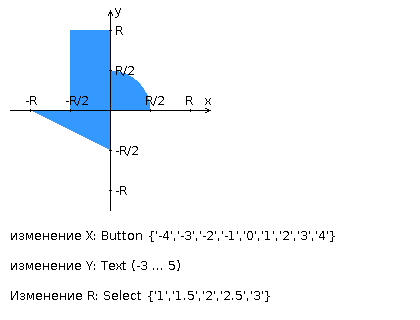 y
R
R/2
-R -R/2 R/2 R x
-R/2
-R
изменение X: Button {'-4','-3','-2','-1','0','1','2','3','4'}
изменение Y: Text (-3 ... 5)
Изменение R: Select {'1','1.5','2','2.5','3'}